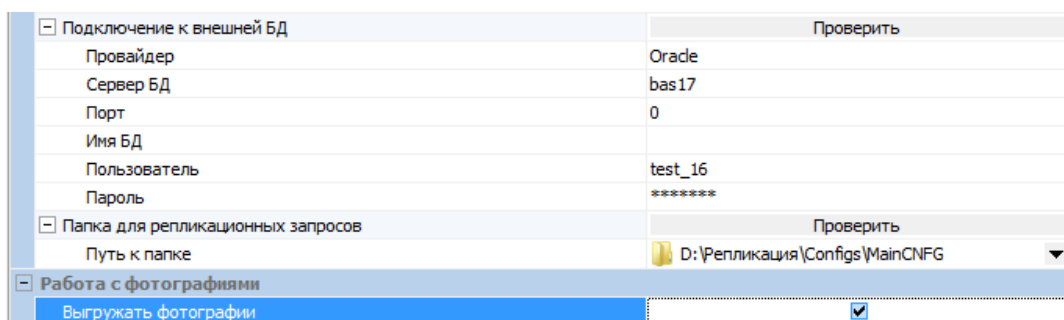 Подключение к внешней БД Проверить
Провайдер Oracle
Сервер БД bas17
Порт 0
Имя БД
Пользователь test_16
Пароль *******
Папка для репликационных запросов Проверить
Путь к папке D:\Репликация\Configs\MainCNFG
Работа с фотографиями
Выгружать фотографии